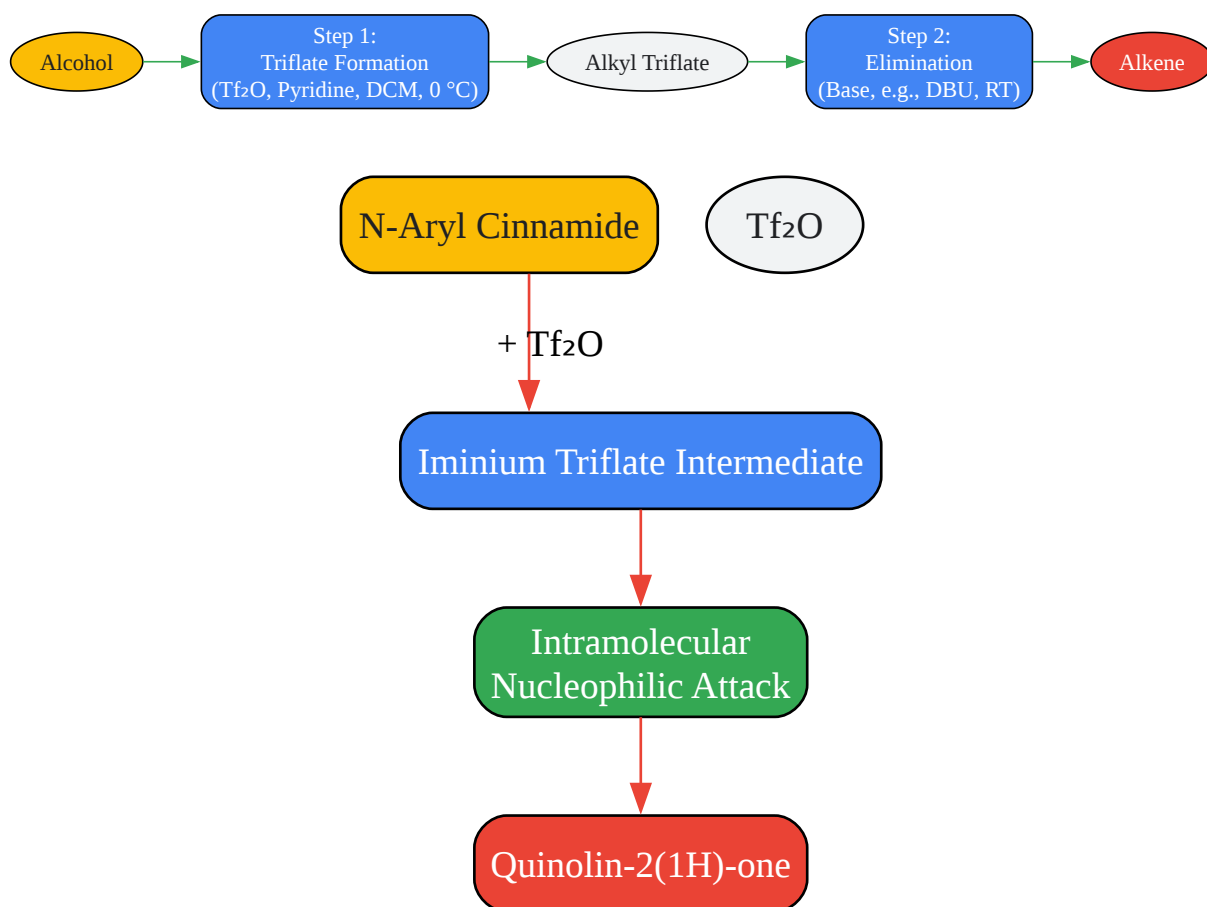 Alcohol
Step 1:
Triflate Formation
(Tf₂O, Pyridine, DCM, 0 °C)
Alkyl Triflate
Step 2:
Elimination
(Base, e.g., DBU, RT)
Alkene
N-Aryl Cinnamide
Tf₂O
+ Tf₂O
Iminium Triflate Intermediate
Intramolecular
Nucleophilic Attack
Quinolin-2(1H)-one